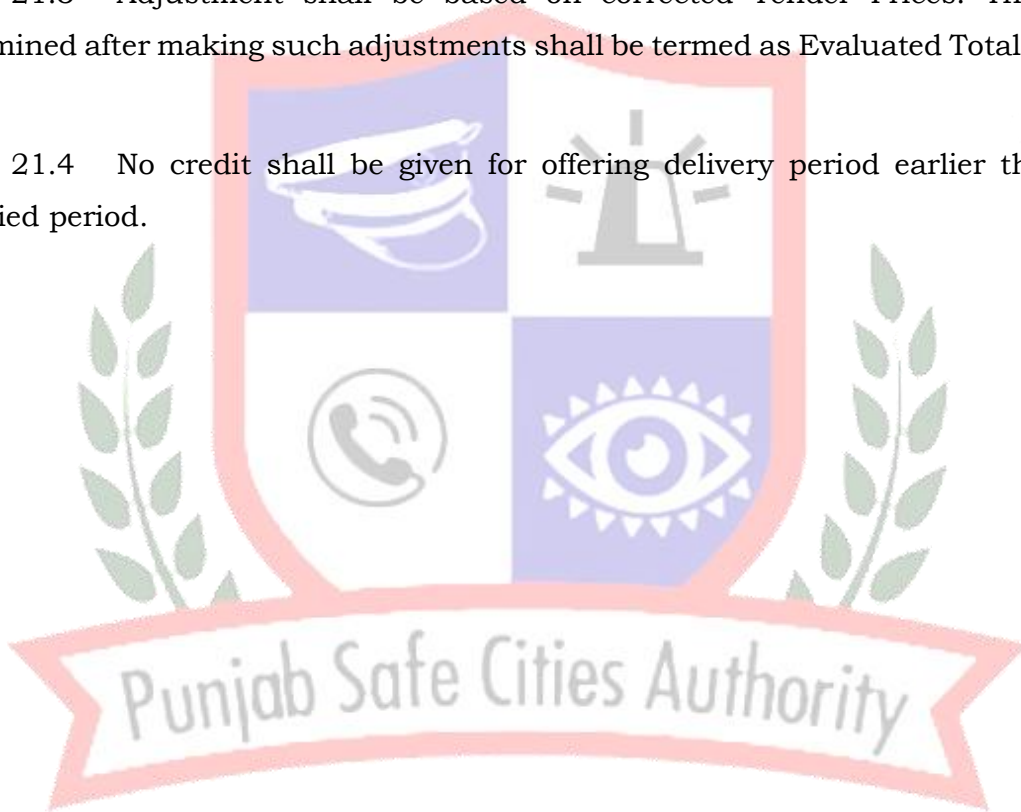 21.3 Adjustment shall be based on corrected Tender Prices. Th
mined after making such adjustments shall be termed as Evaluated Total
21.4 No credit shall be given for offering delivery period earlier th
ied period.
Punjab Safe Cities Authority